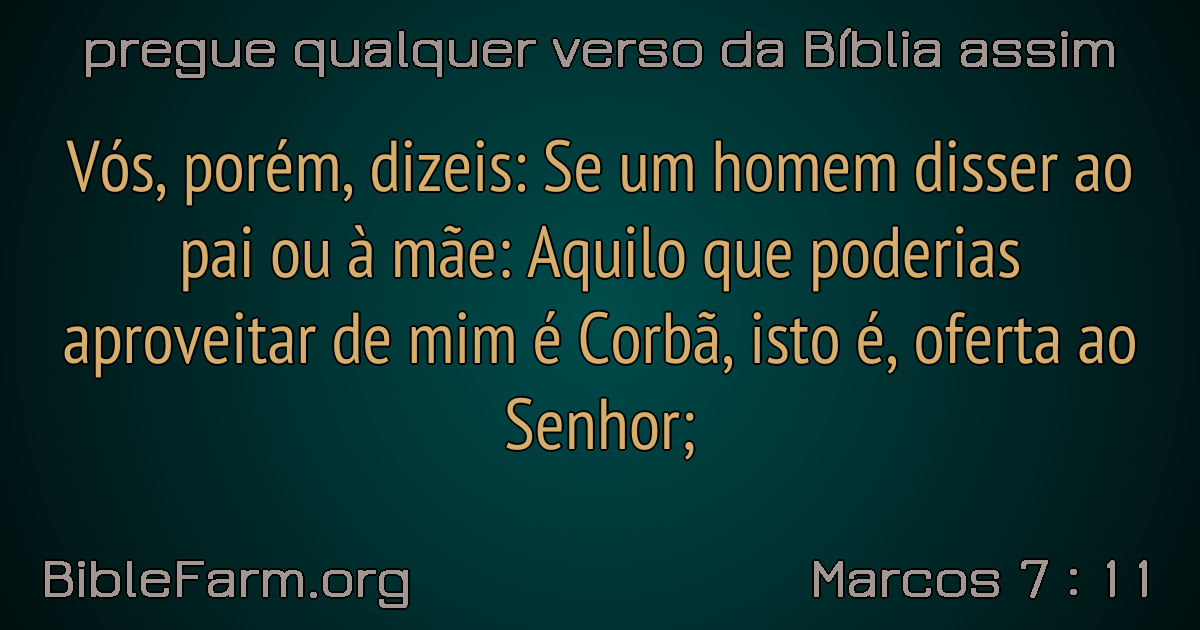 pregue qualquer verso da Bíblia assim
Vós, porém, dizeis: Se um homem disser ao
pai ou à mãe: Aquilo que poderias
aproveitar de mim é Corbã, isto é, oferta ao
Senhor;
BibleFarm.org
Marcos 7 : 11